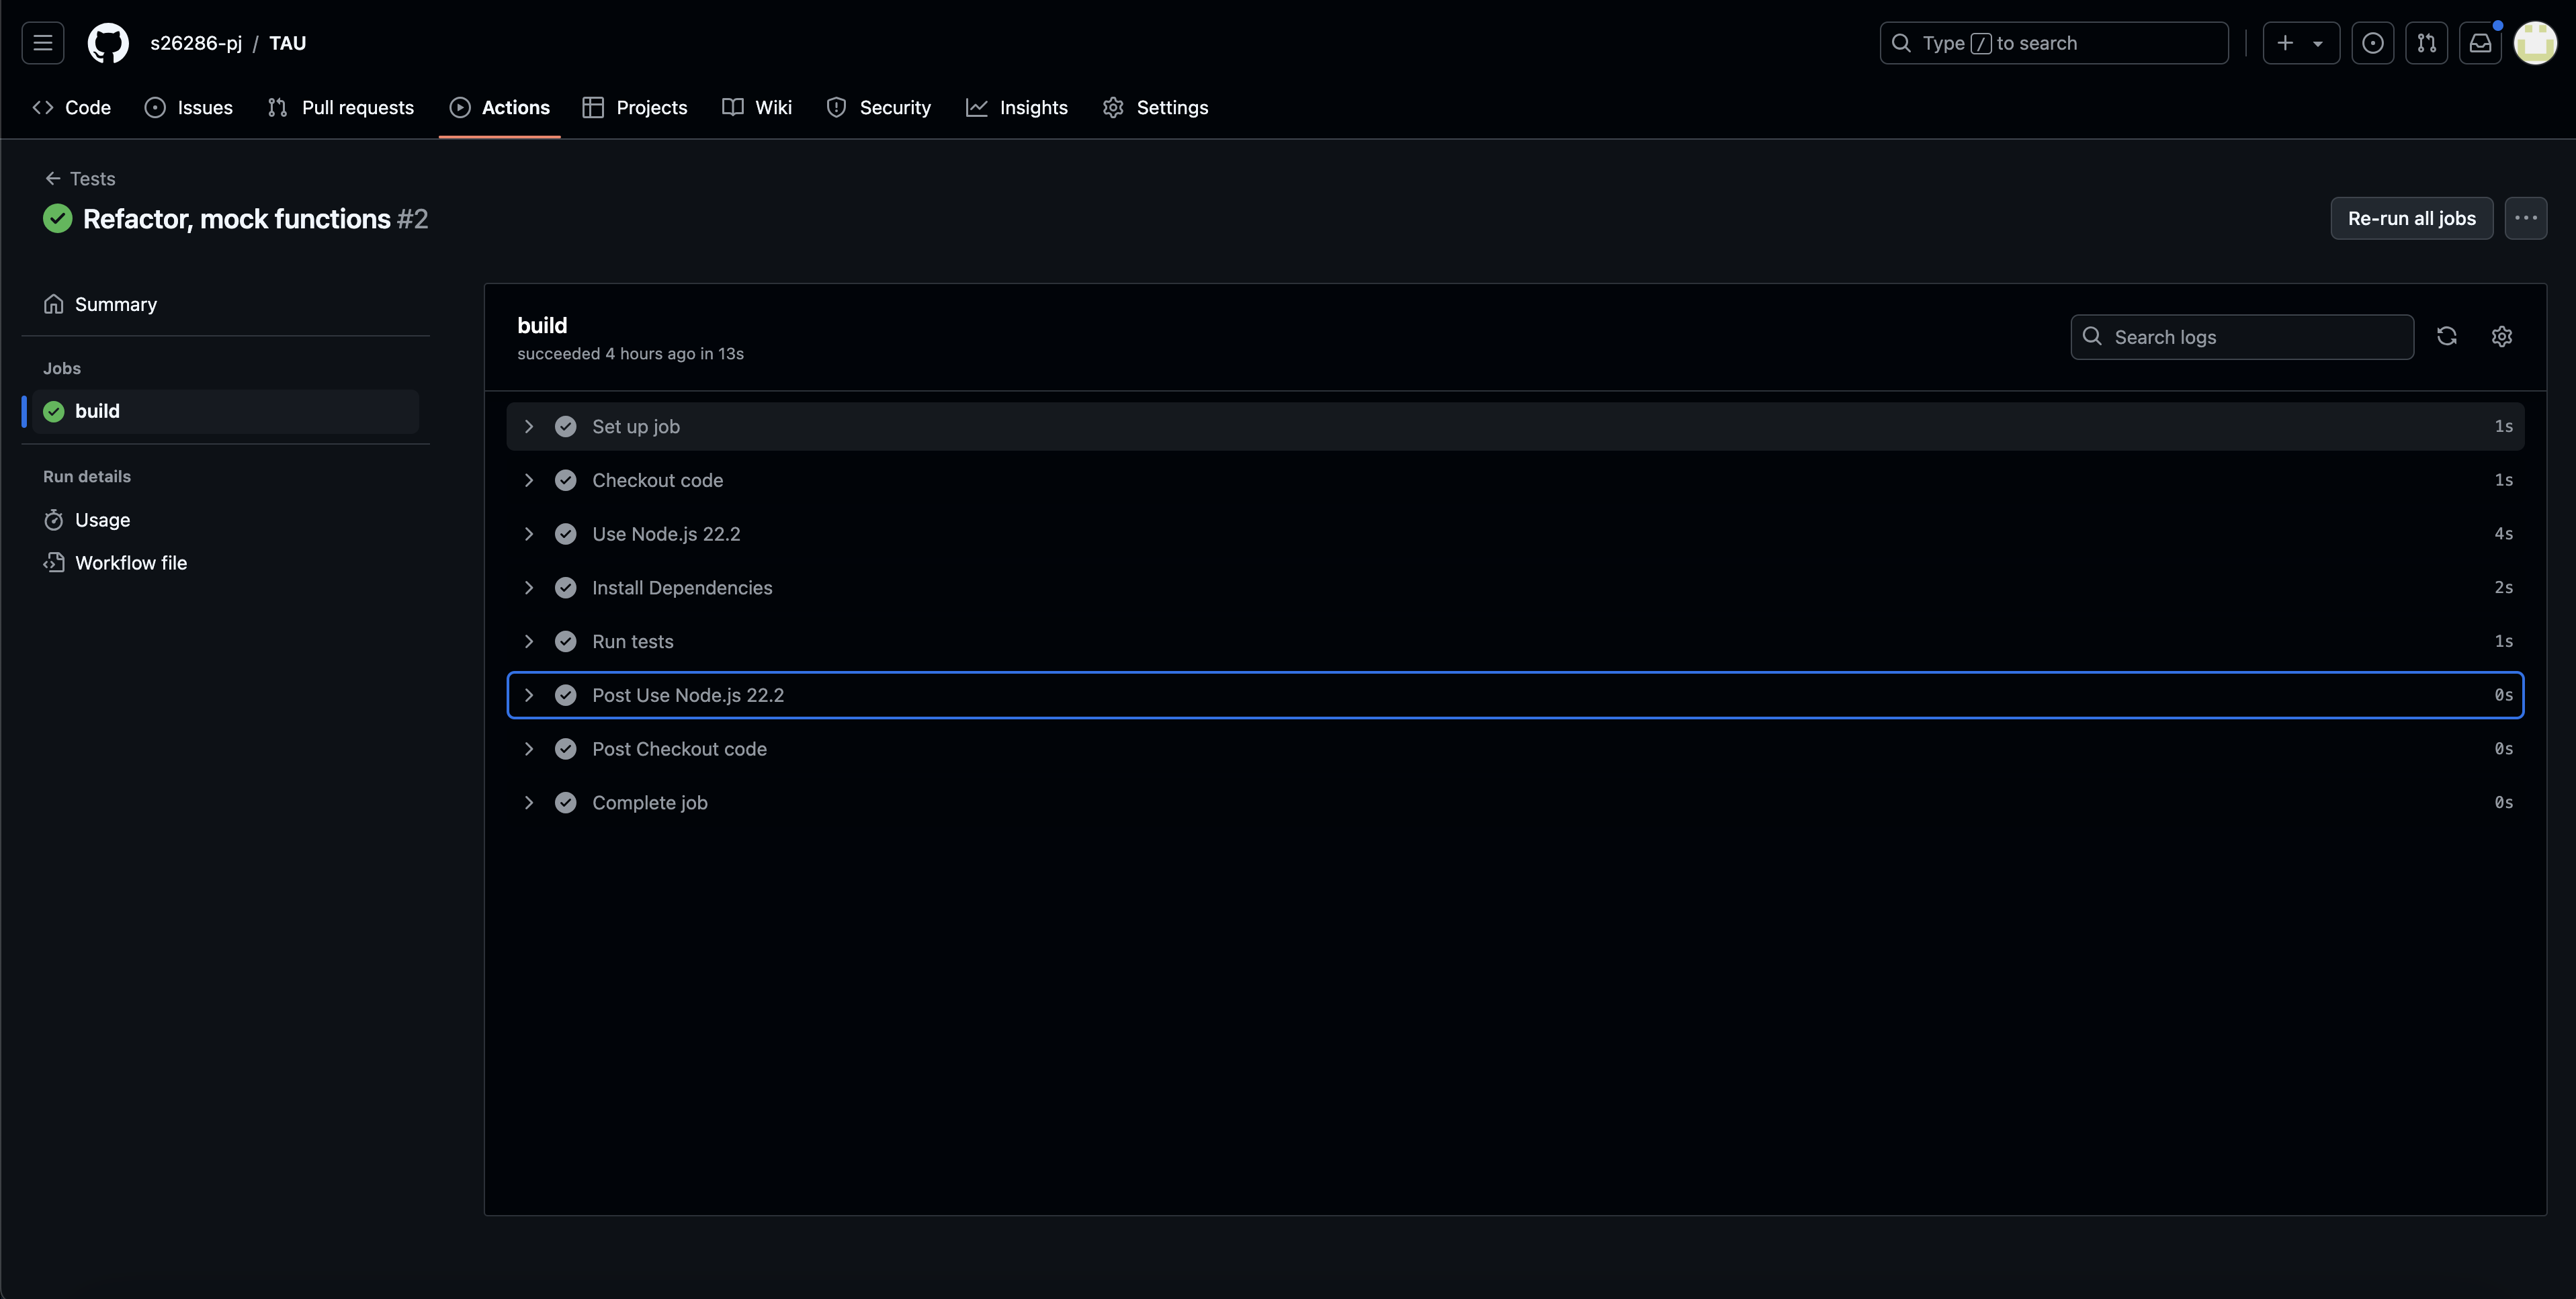 s26286-pj / TAU
Type / to search
Code Issues Pull requests Actions Projects Wiki Security Insights Settings
Tests
Refactor, mock functions #2
Re-run all jobs
Summary
Jobs
build
Run details
Usage
Workflow file
build
succeeded 4 hours ago in 13s
Search logs
Set up job 1s
Checkout code 1s
Use Node.js 22.2 4s
Install Dependencies 2s
Run tests 1s
Post Use Node.js 22.2 0s
Post Checkout code 0s
Complete job 0s